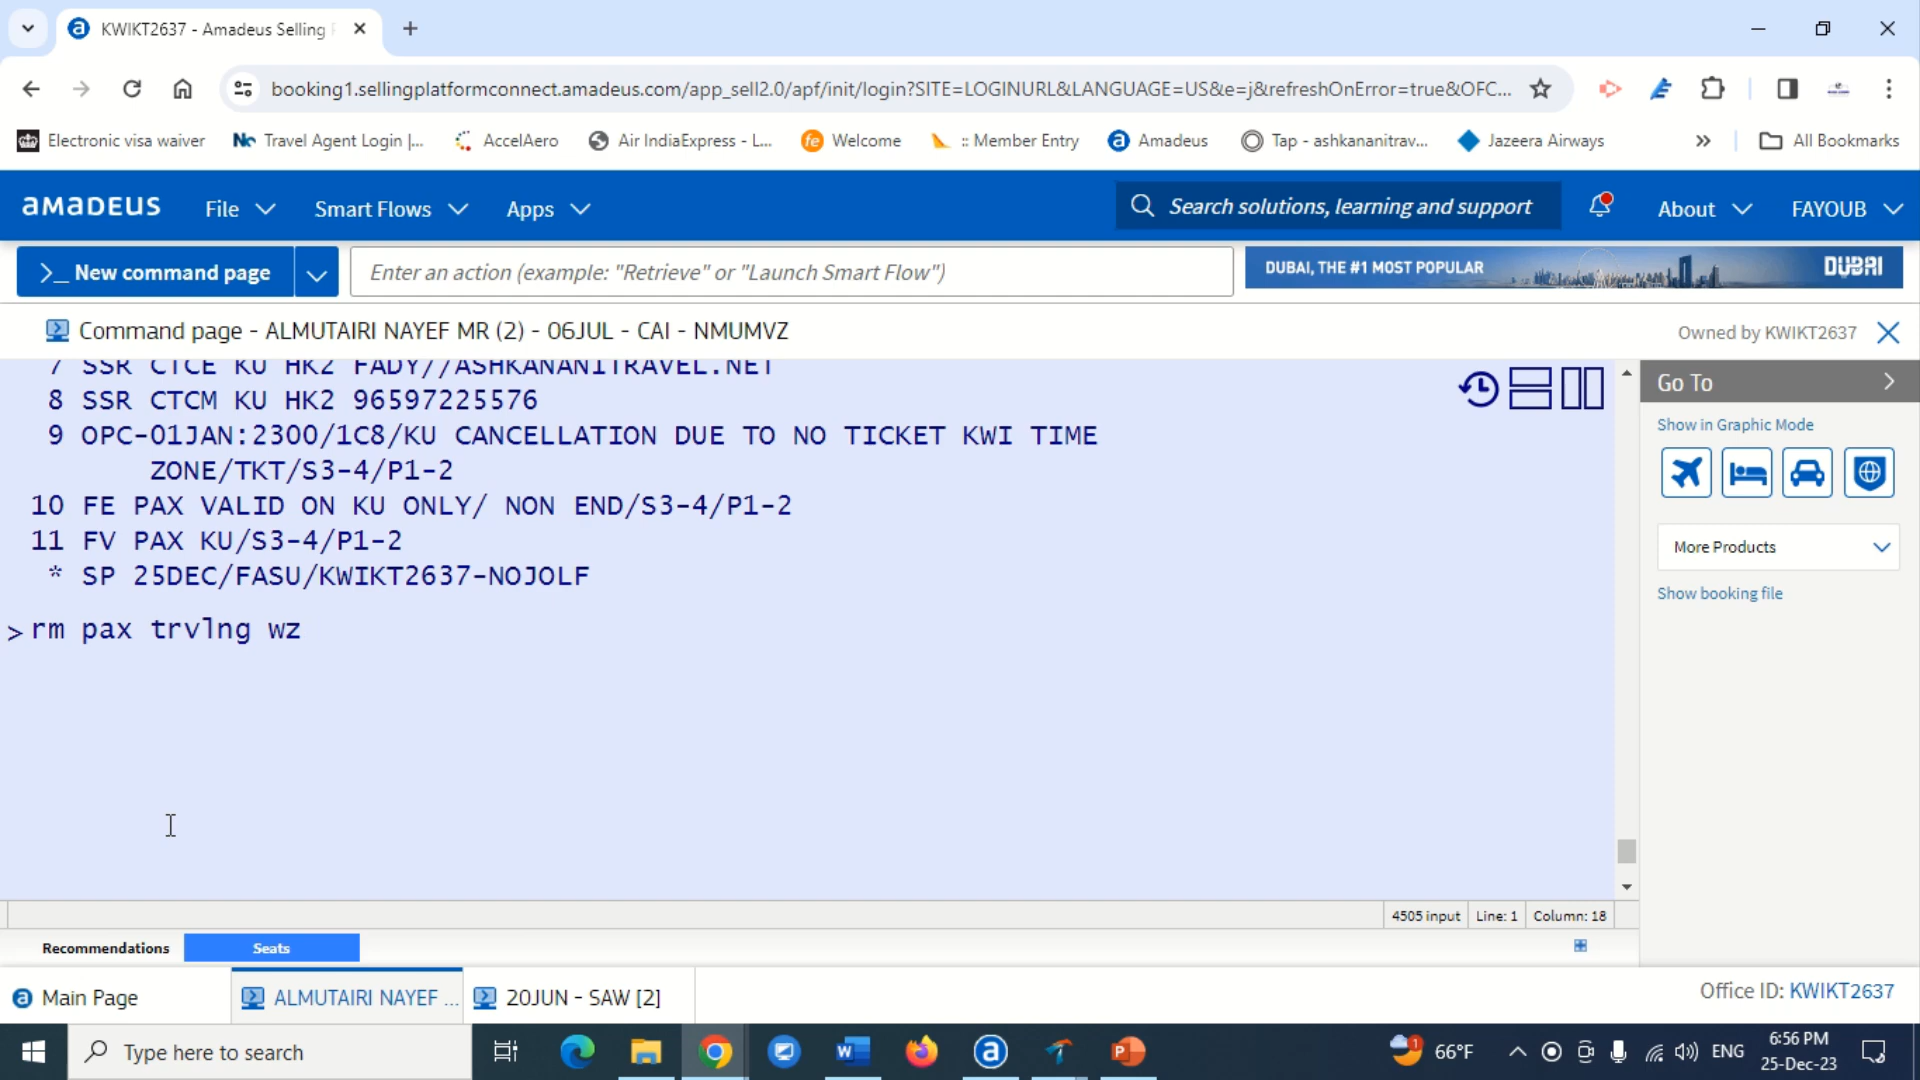 KWIKT2637 - Amadeus Selling
booking1.sellingplatformconnect.amadeus.com/app_sell2.0/apf/init/login?SITE=LOGINURL&LANGUAGE=US&e=j&refreshOnError=true&OFC...
Electronic visa waiver
Travel Agent Login |...
AccelAero
Air IndiaExpress - L...
Welcome
:: Member Entry
Amadeus
Tap - ashkananitrav...
Jazeera Airways
All Bookmarks
amadeus
File
Smart Flows
Apps
Search solutions, learning and support
About
FAYOUB
>_ New command page
Enter an action (example: "Retrieve" or "Launch Smart Flow")
DUBAI, THE #1 MOST POPULAR
DUBAI
Command page - ALMUTAIRI NAYEF MR (2) - 06JUL - CAI - NMUMVZ
Owned by KWIKT2637
7 SSR CTCE KU HK2 FADY//ASHKANANITRAVEL.NET
8 SSR CTCM KU HK2 96597225576
9 OPC-01JAN:2300/1C8/KU CANCELLATION DUE TO NO TICKET KWI TIME
ZONE/TKT/S3-4/P1-2
10 FE PAX VALID ON KU ONLY/ NON END/S3-4/P1-2
11 FV PAX KU/S3-4/P1-2
* SP 25DEC/FASU/KWIKT2637-NOJOLF
>rm pax trvlng wz
Go To
Show in Graphic Mode
More Products
Show booking file
4505 input
Line: 1
Column: 18
Recommendations
Seats
Main Page
ALMUTAIRI NAYEF ...
20JUN - SAW [2]
Office ID: KWIKT2637
Type here to search
66°F
ENG
6:56 PM
25-Dec-23